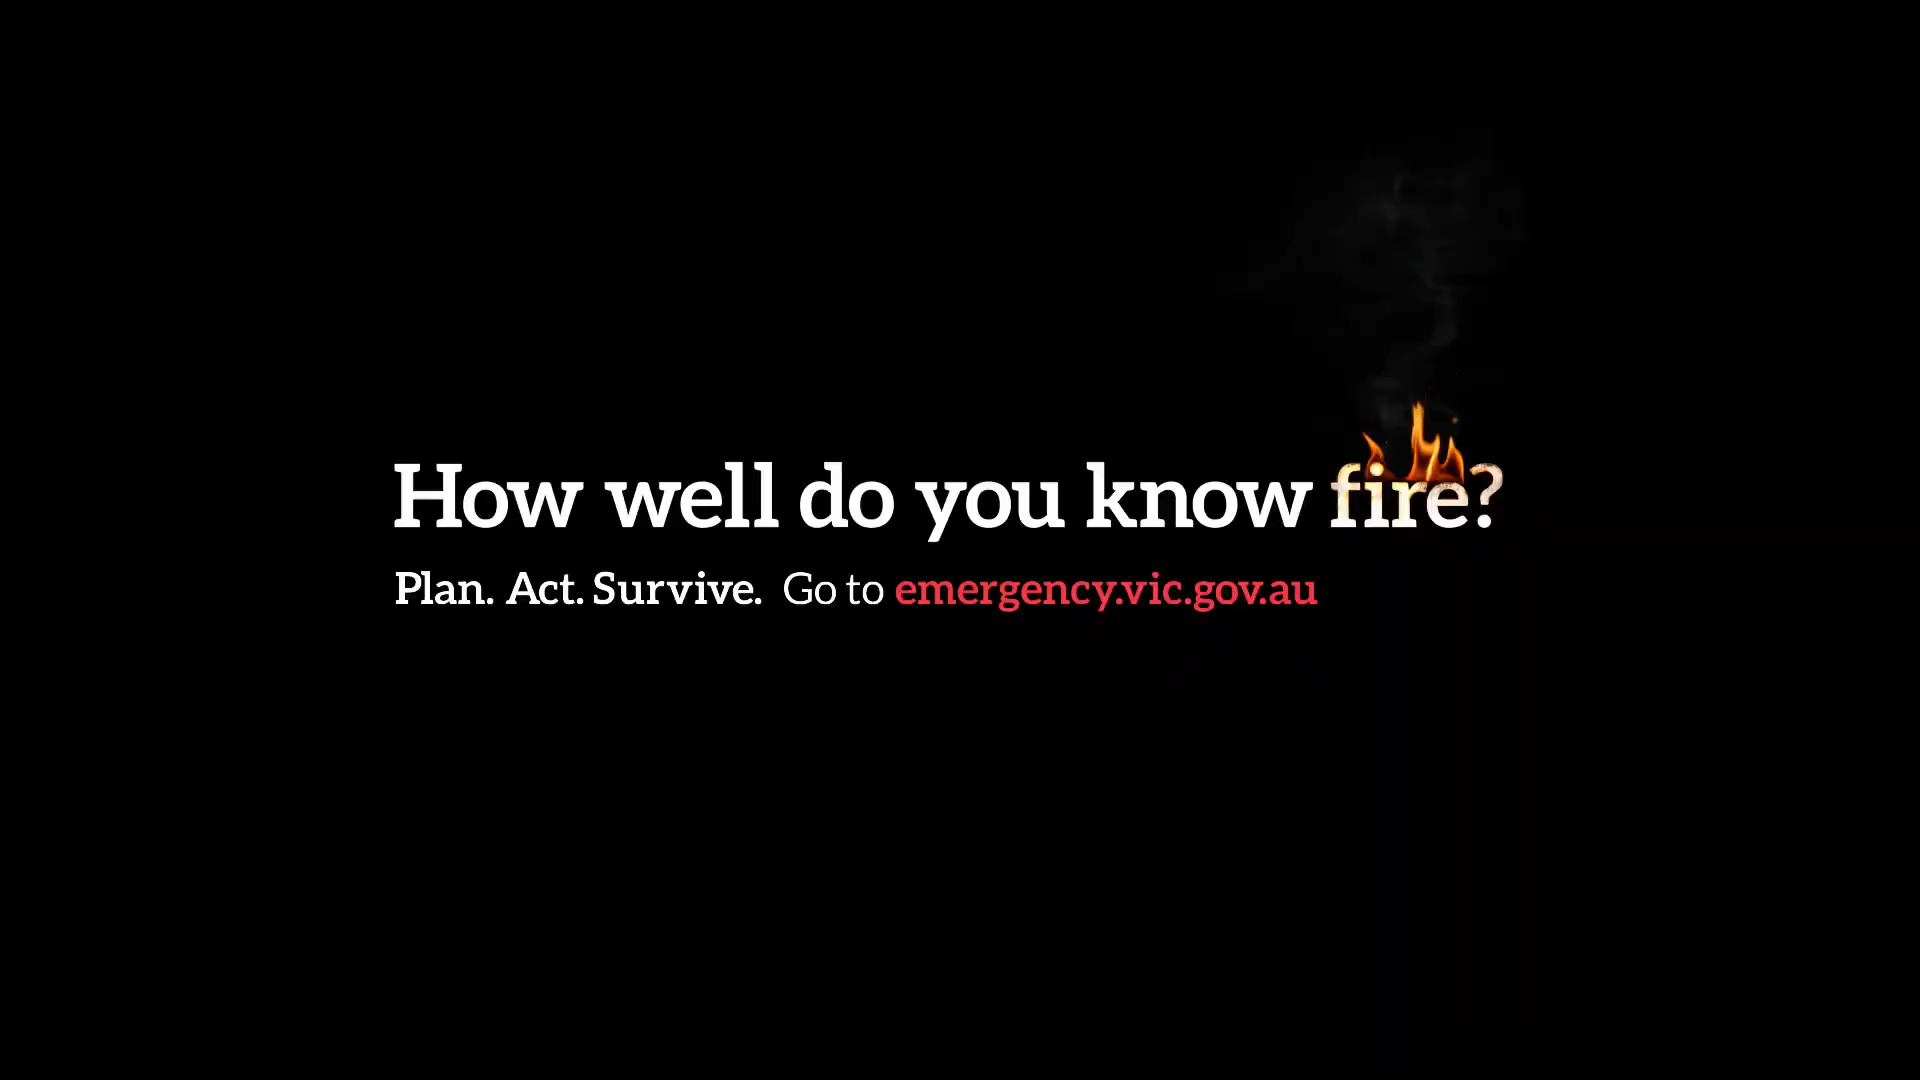 How well do you know fire?
Plan. Act. Survive. Go to emergency.vic.gov.au